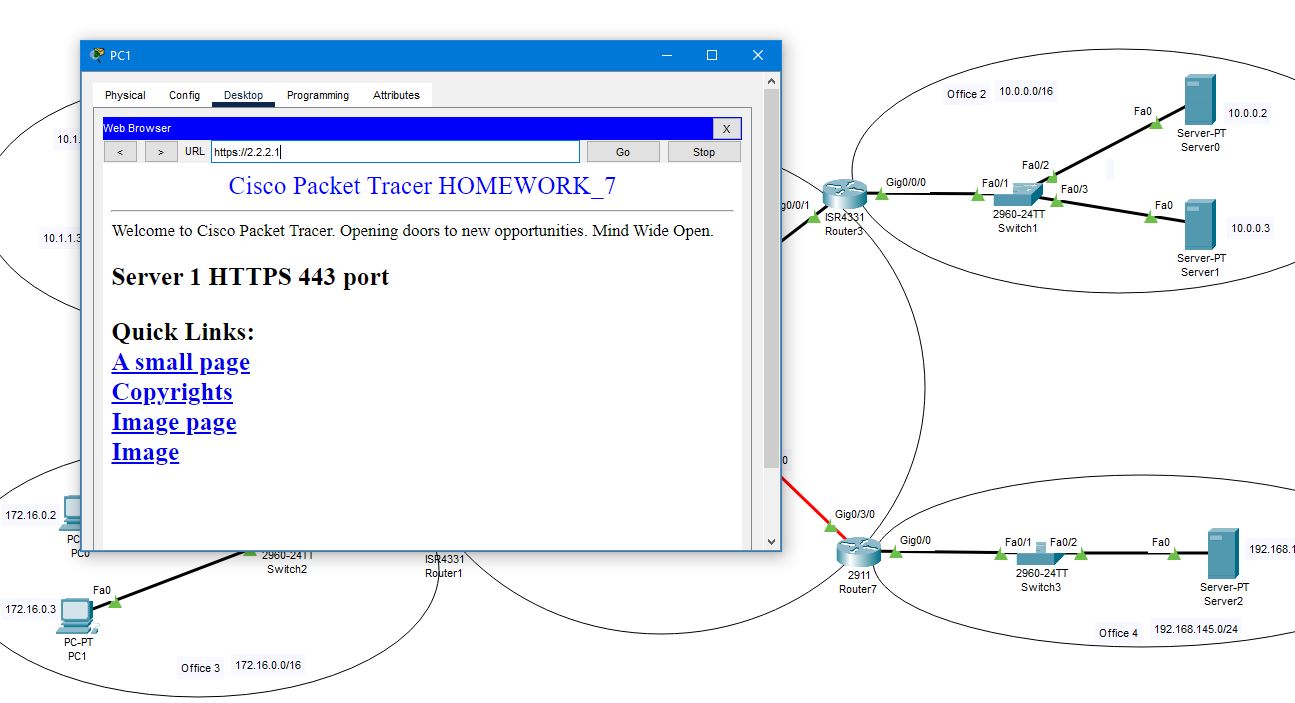 PC1
Physical Config Desktop Programming Attributes
Web Browser
X
< > URL https://2.2.2.1 Go Stop
Cisco Packet Tracer HOMEWORK_7
Welcome to Cisco Packet Tracer. Opening doors to new opportunities. Mind Wide Open.
Server 1 HTTPS 443 port
Quick Links:
A small page
Copyrights
Image page
Image
10.1.
10.1.1.3
Office 2 10.0.0.0/16
Fa0
10.0.0.2
Server-PT
Server0
Fa0/2
Gig0/0/0
Fa0/1
Fa0/3
g0/0/1
ISR4331
Router3
2960-24TT
Switch1
Fa0
10.0.0.3
Server-PT
Server1
0
Gig0/3/0
Gig0/0
2911
Router7
Fa0/1 Fa0/2
2960-24TT
Switch3
Fa0
192.168.1
Server-PT
Server2
Office 4 192.168.145.0/24
172.16.0.2
PC
PC0
2960-24TT
Switch2
ISR4331
Router1
Fa0
172.16.0.3
PC-PT
PC1
Office 3 172.16.0.0/16